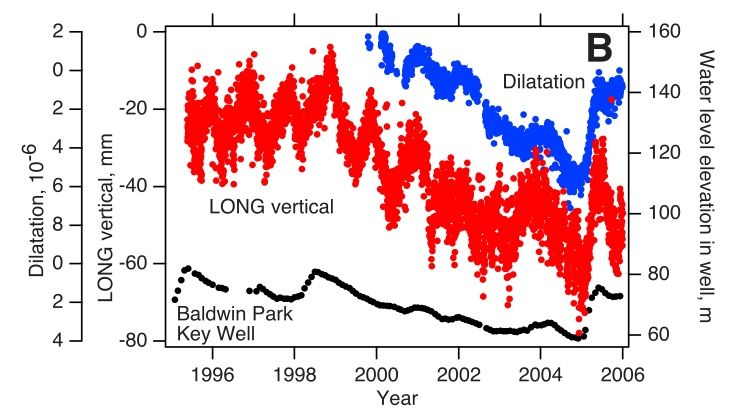 B
Dilatation
LONG vertical
Baldwin Park
Key Well
Dilatation, 10-6
2
0
2
4
6
8
0
2
4
LONG vertical, mm
0
-20
-40
-60
-80
Water level elevation in well, m
160
140
120
100
80
60
1996 1998 2000 2002 2004 2006
Year